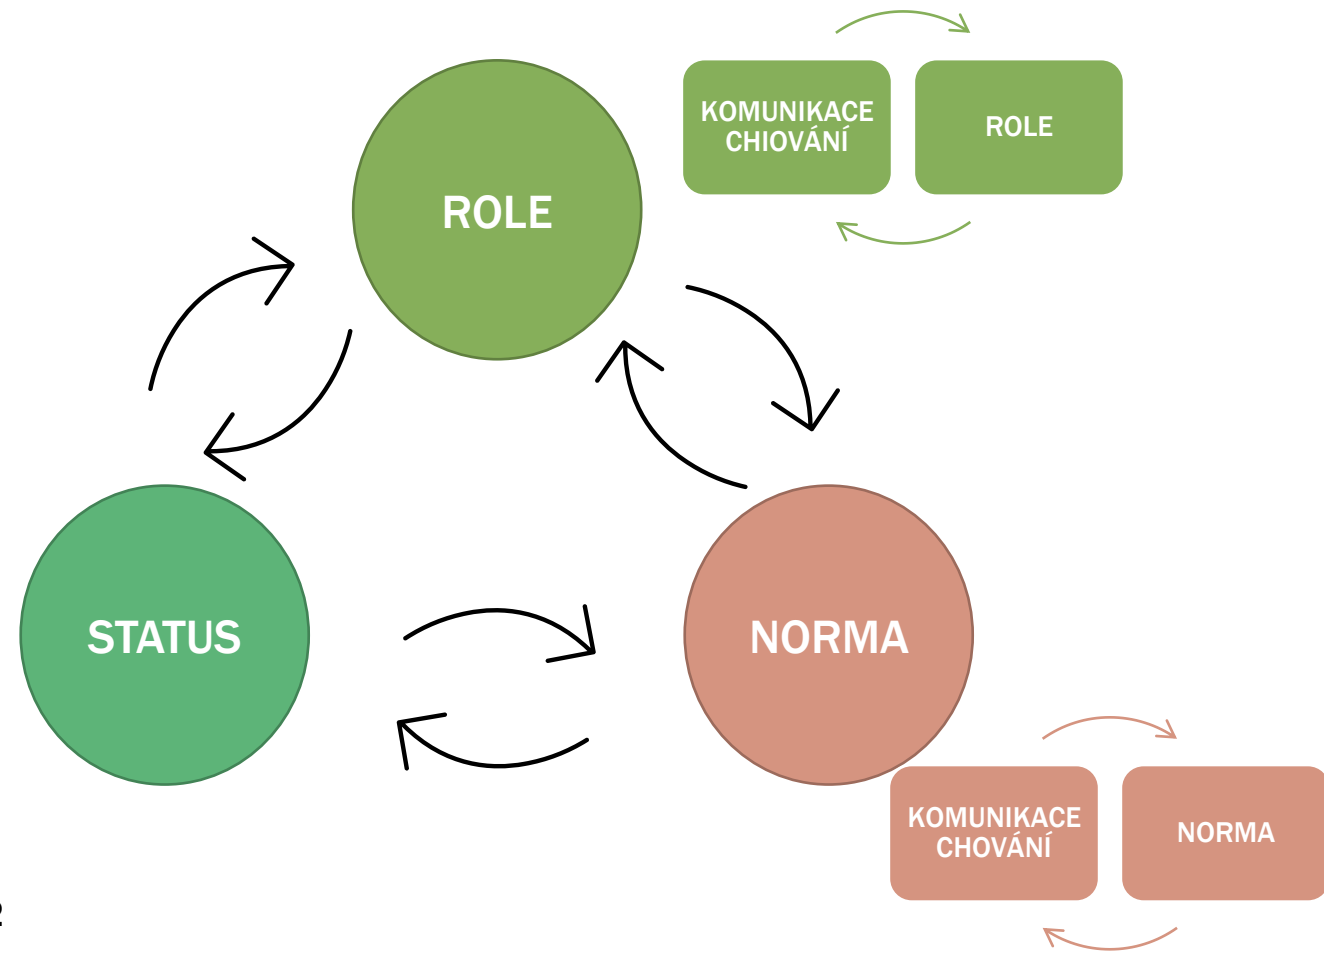 KOMUNIKACE
CHIOVÁNÍ
ROLE
ROLE
STATUS
NORMA
KOMUNIKACE
CHOVÁNÍ
NORMA